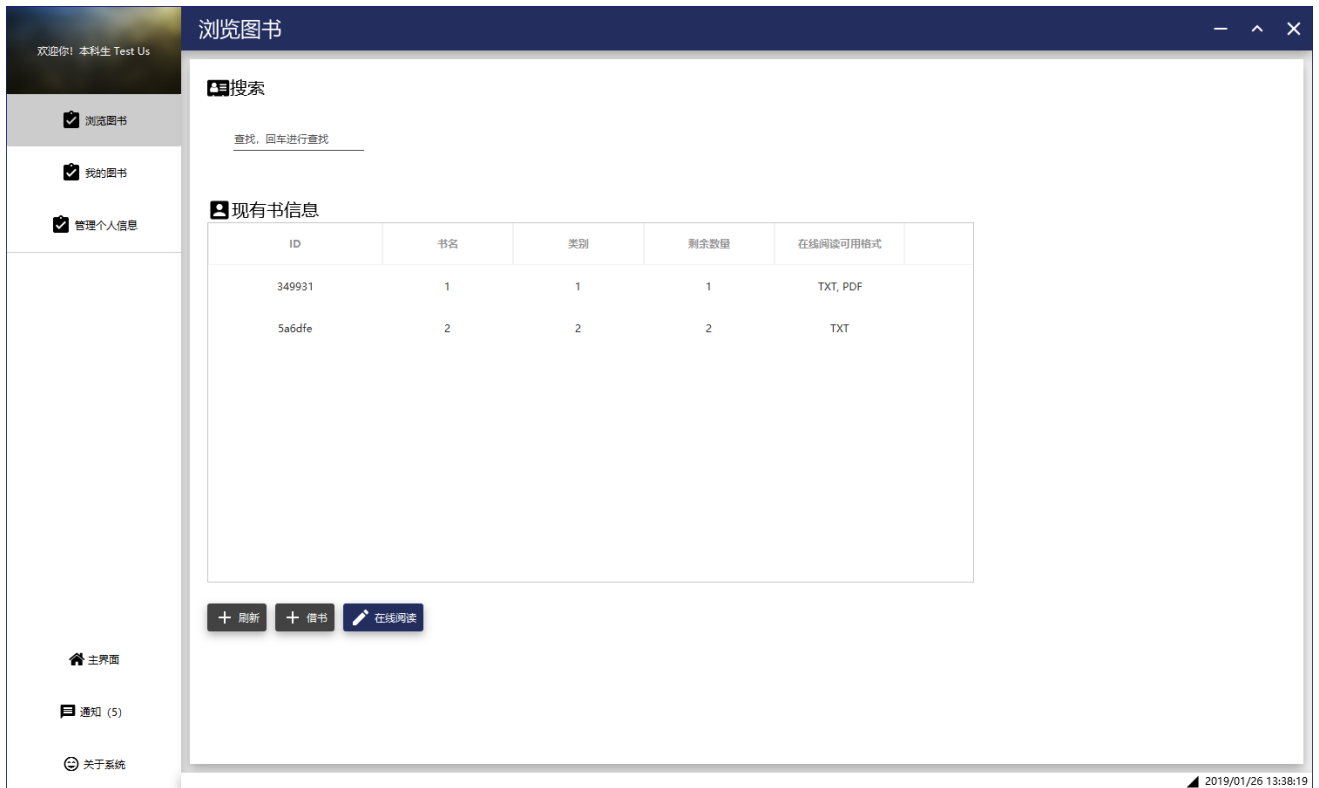 浏览图书
欢迎你！本科生 Test Us
浏览图书
我的图书
管理个人信息
搜索
查找，回车进行查找
现有书信息
ID 书名 类别 剩余数量 在线阅读可用格式
349931 1 1 1 TXT, PDF
5a6dfe 2 2 2 TXT
刷新 借书 在线阅读
主界面
通知（5）
关于系统
2019/01/26 13:38:19